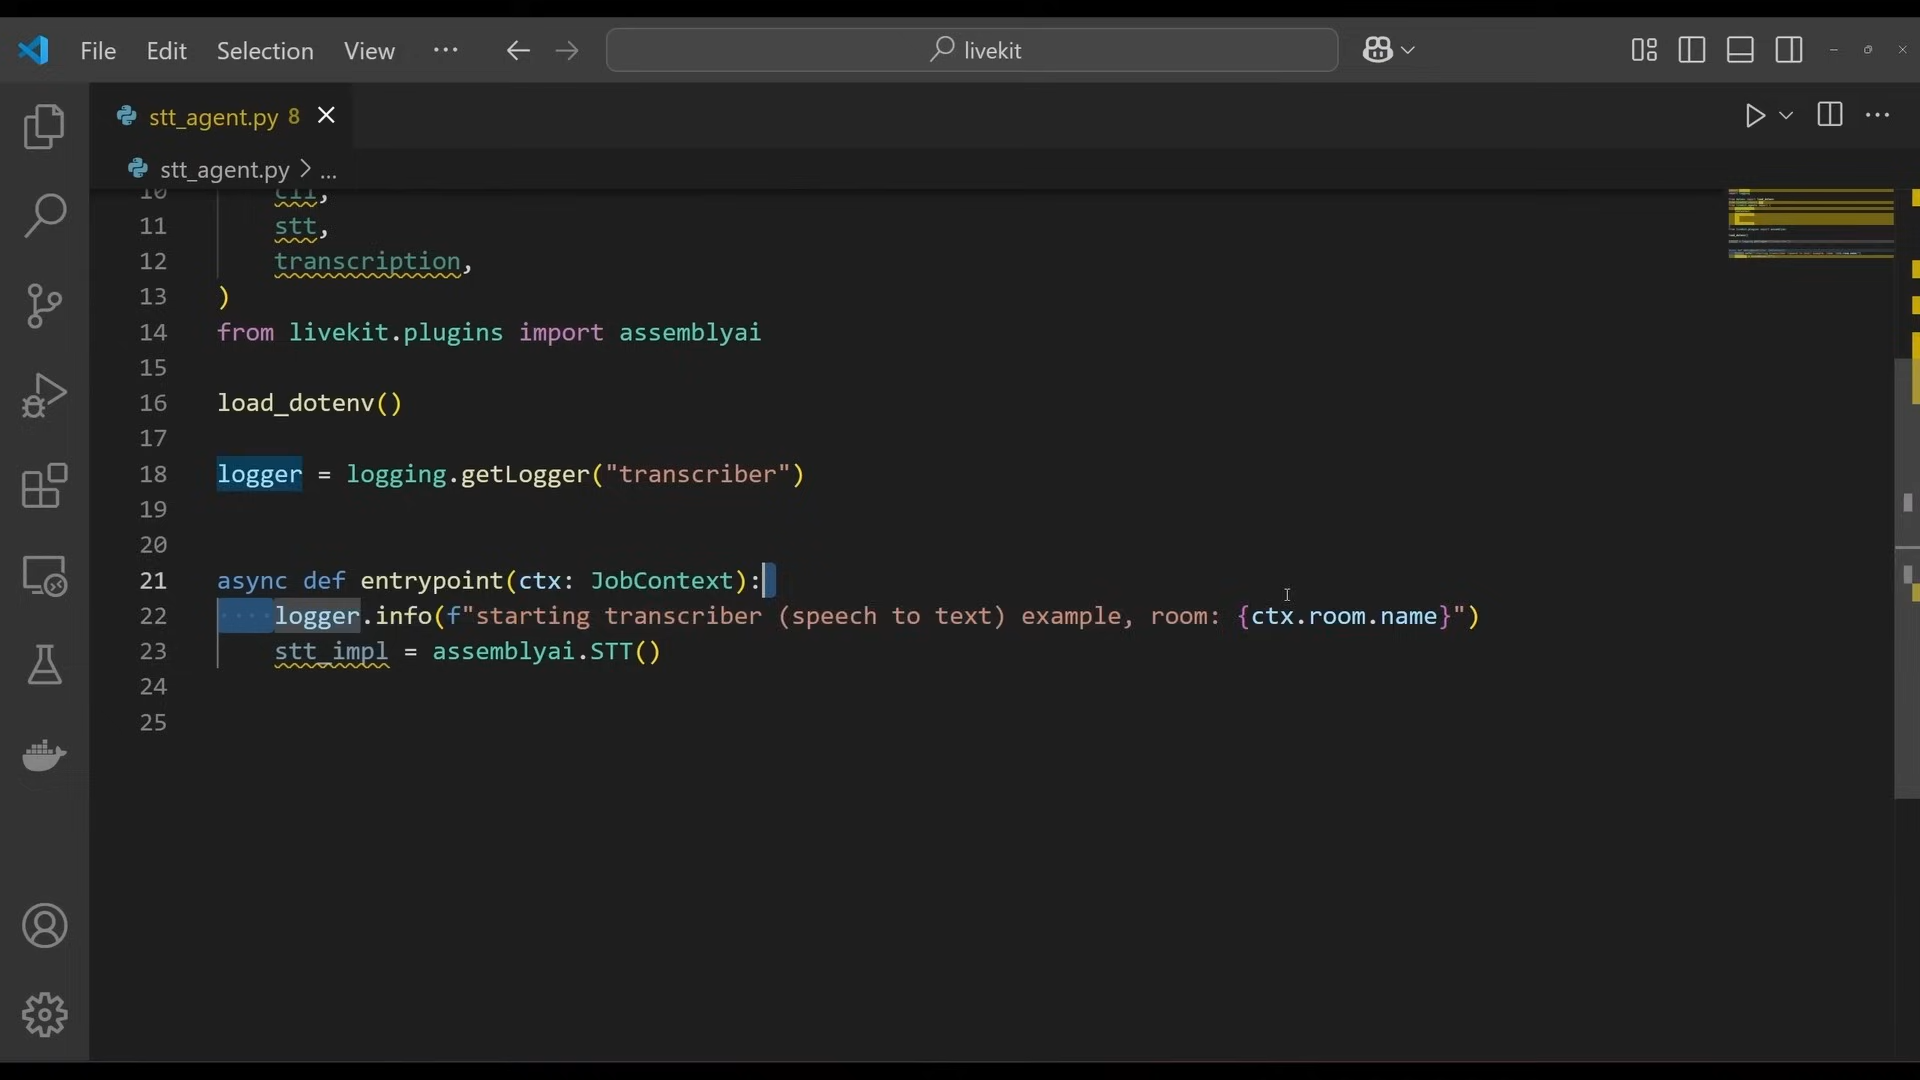 File Edit Selection View ··· livekit
stt_agent.py 8
stt_agent.py > ...
10 cli,
11 stt,
12 transcription,
13 )
14 from livekit.plugins import assemblyai
15
16 load_dotenv()
17
18 logger = logging.getLogger("transcriber")
19
20
21 async def entrypoint(ctx: JobContext):
22 logger.info(f"starting transcriber (speech to text) example, room: {ctx.room.name}")
23 stt_impl = assemblyai.STT()
24
25